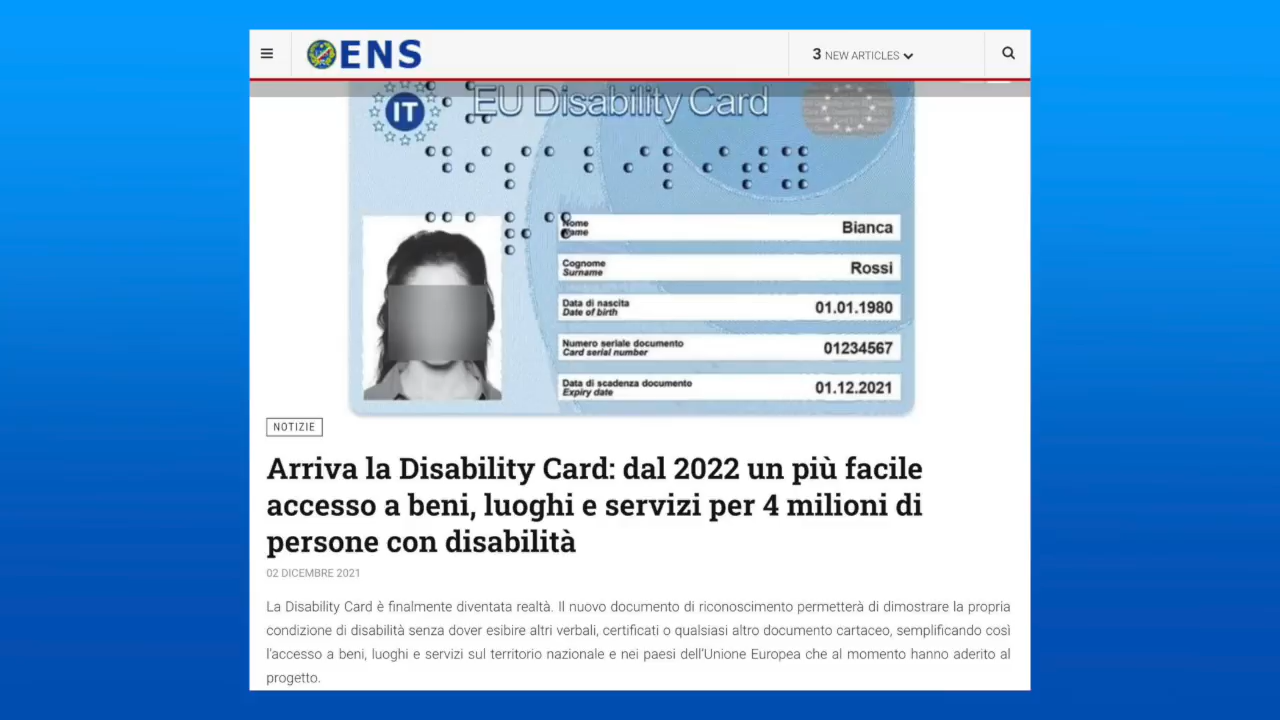 ENS
3 NEW ARTICLES
IT
EU Disability Card
Nome
Name
Bianca
Cognome
Surname
Rossi
Data di nascita
Date of birth
01.01.1980
Numero seriale documento
Card serial number
01234567
Data di scadenza documento
Expiry date
01.12.2021
NOTIZIE
Arriva la Disability Card: dal 2022 un più facile
accesso a beni, luoghi e servizi per 4 milioni di
persone con disabilità
02 DICEMBRE 2021
La Disability Card è finalmente diventata realtà. Il nuovo documento di riconoscimento permetterà di dimostrare la propria
condizione di disabilità senza dover esibire altri verbali, certificati o qualsiasi altro documento cartaceo, semplificando così
l'accesso a beni, luoghi e servizi sul territorio nazionale e nei paesi dell'Unione Europea che al momento hanno aderito al
progetto.